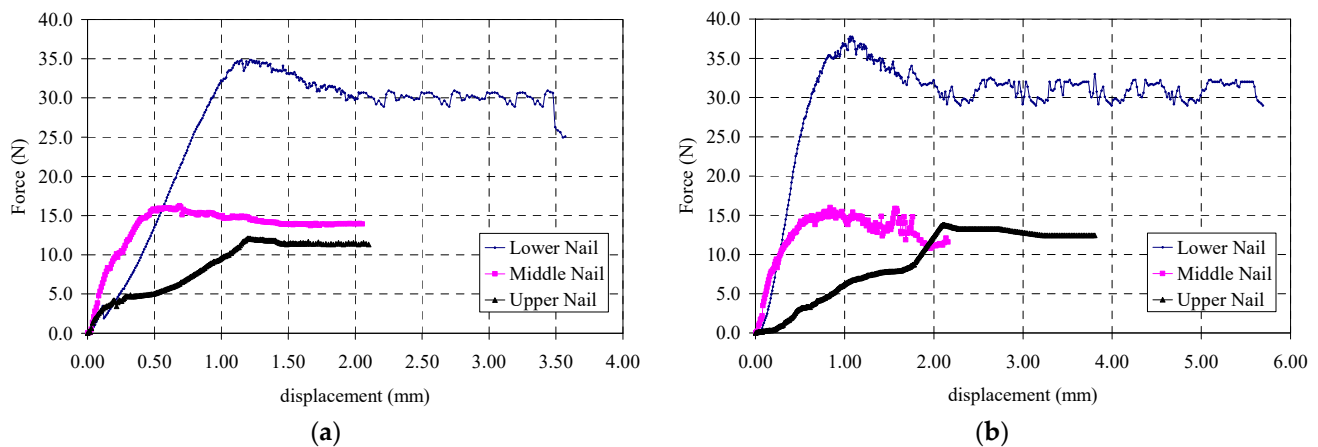 40.0
35.0
30.0
25.0
20.0
15.0
10.0
5.0
0.0
Force (N)
0.00 0.50 1.00 1.50 2.00 2.50 3.00 3.50 4.00
displacement (mm)
Lower Nail
Middle Nail
Upper Nail
(a)
40.0
35.0
30.0
25.0
20.0
15.0
10.0
5.0
0.0
Force (N)
0.00 1.00 2.00 3.00 4.00 5.00 6.00
displacement (mm)
Lower Nail
Middle Nail
Upper Nail
(b)